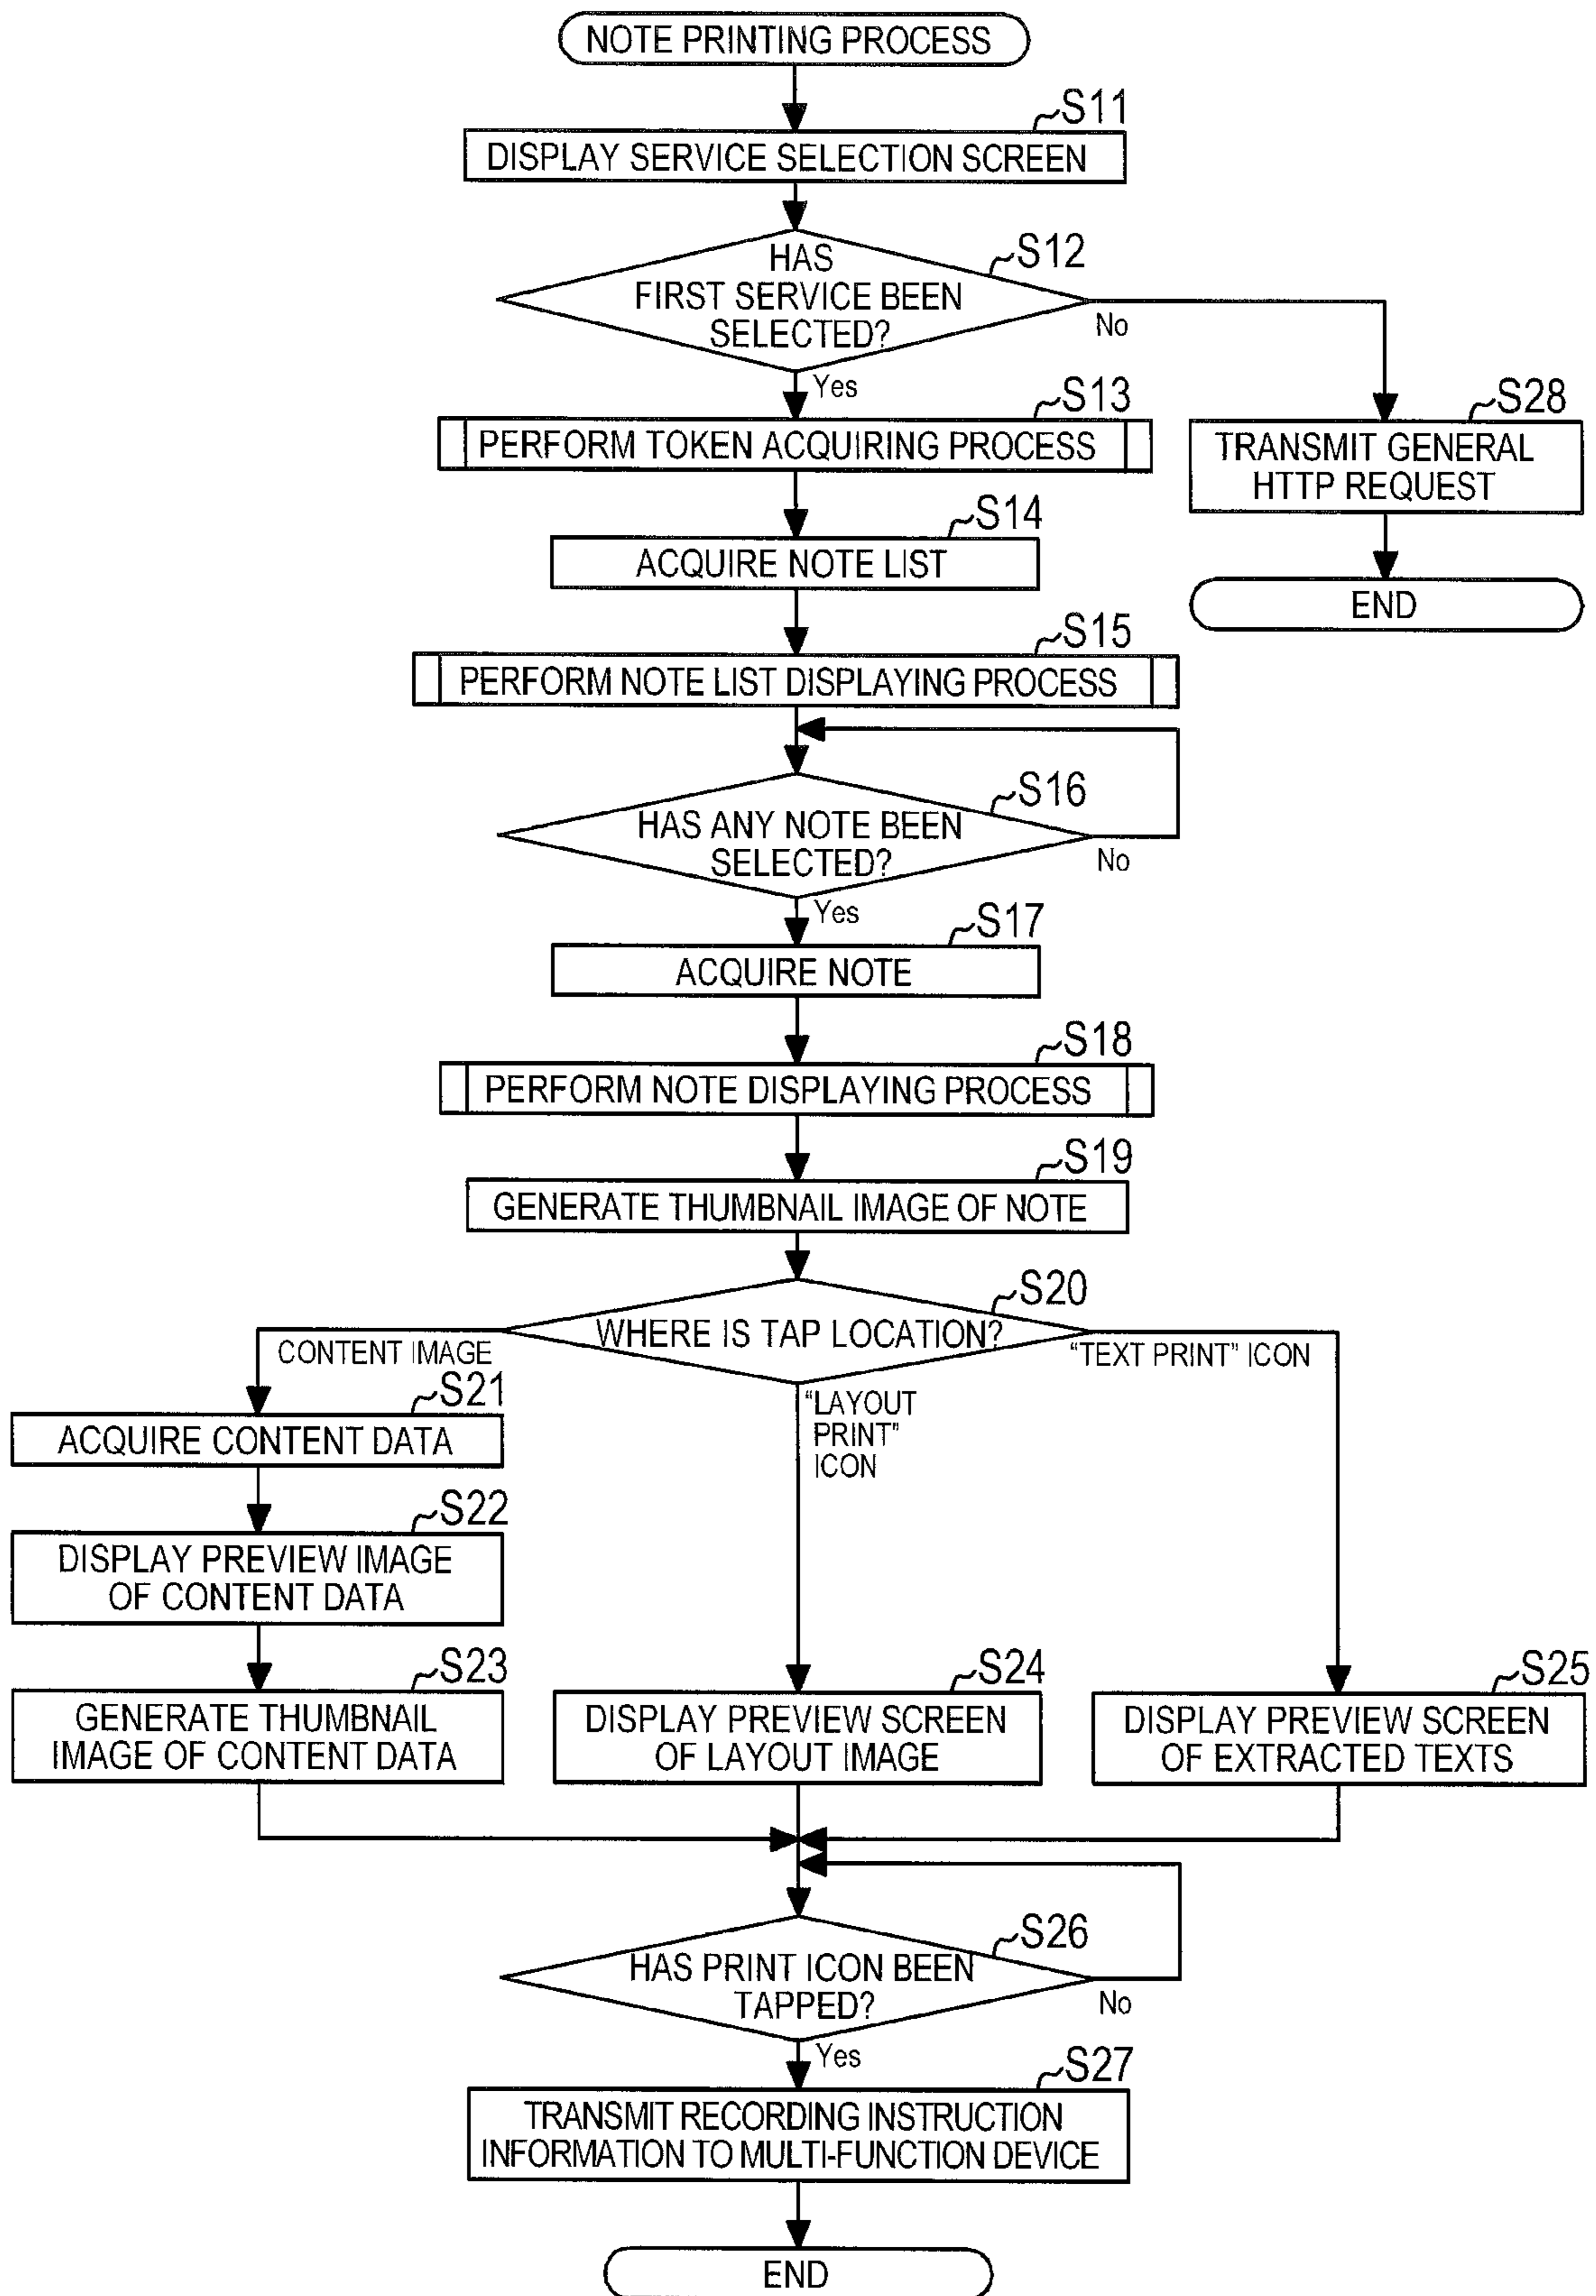 NOTE PRINTING PROCESS
S11
DISPLAY SERVICE SELECTION SCREEN
S12
HAS
FIRST SERVICE BEEN
SELECTED?
No
Yes
S13
PERFORM TOKEN ACQUIRING PROCESS
S28
TRANSMIT GENERAL
HTTP REQUEST
S14
ACQUIRE NOTE LIST
END
S15
PERFORM NOTE LIST DISPLAYING PROCESS
S16
HAS ANY NOTE BEEN
SELECTED?
No
Yes
S17
ACQUIRE NOTE
S18
PERFORM NOTE DISPLAYING PROCESS
S19
GENERATE THUMBNAIL IMAGE OF NOTE
S20
WHERE IS TAP LOCATION?
CONTENT IMAGE
"TEXT PRINT" ICON
"LAYOUT
PRINT"
ICON
S21
ACQUIRE CONTENT DATA
S22
DISPLAY PREVIEW IMAGE
OF CONTENT DATA
S23
GENERATE THUMBNAIL
IMAGE OF CONTENT DATA
S24
DISPLAY PREVIEW SCREEN
OF LAYOUT IMAGE
S25
DISPLAY PREVIEW SCREEN
OF EXTRACTED TEXTS
S26
HAS PRINT ICON BEEN
TAPPED?
No
Yes
S27
TRANSMIT RECORDING INSTRUCTION
INFORMATION TO MULTI-FUNCTION DEVICE
END